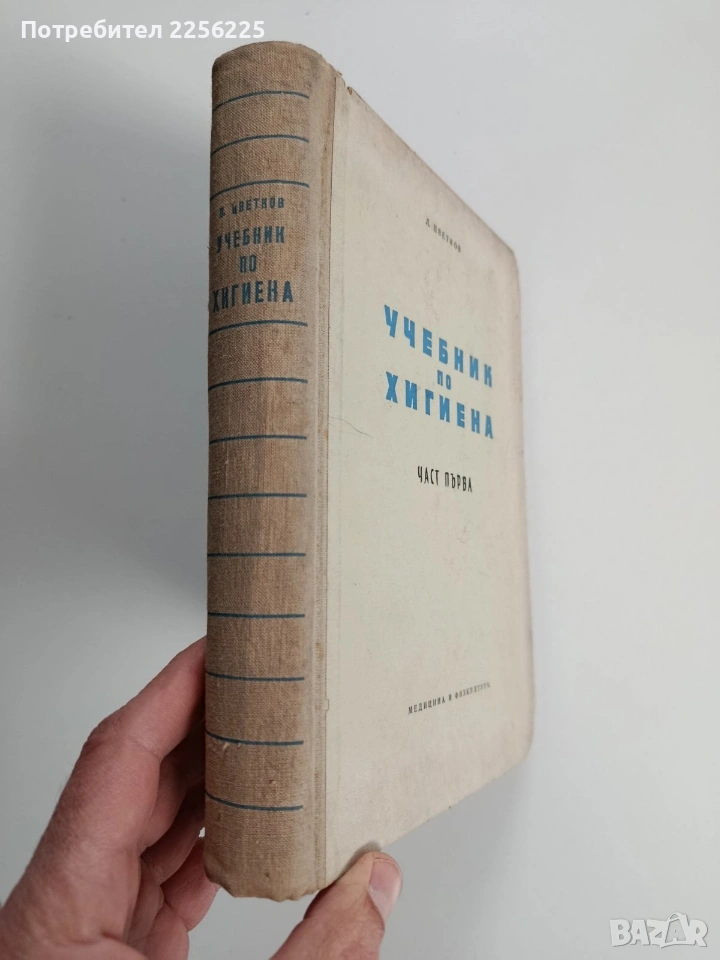 Потребител 2256225
Д. ЦВЕТКОВ
УЧЕБНИК
ПО
ХИГИЕНА
Д. ЦВЕТКОВ
УЧЕБНИК
ПО
ХИГИЕНА
ЧАСТ ПЪРВА
МЕДИЦИНА И ФИЗКУЛТУРА
BAZAR